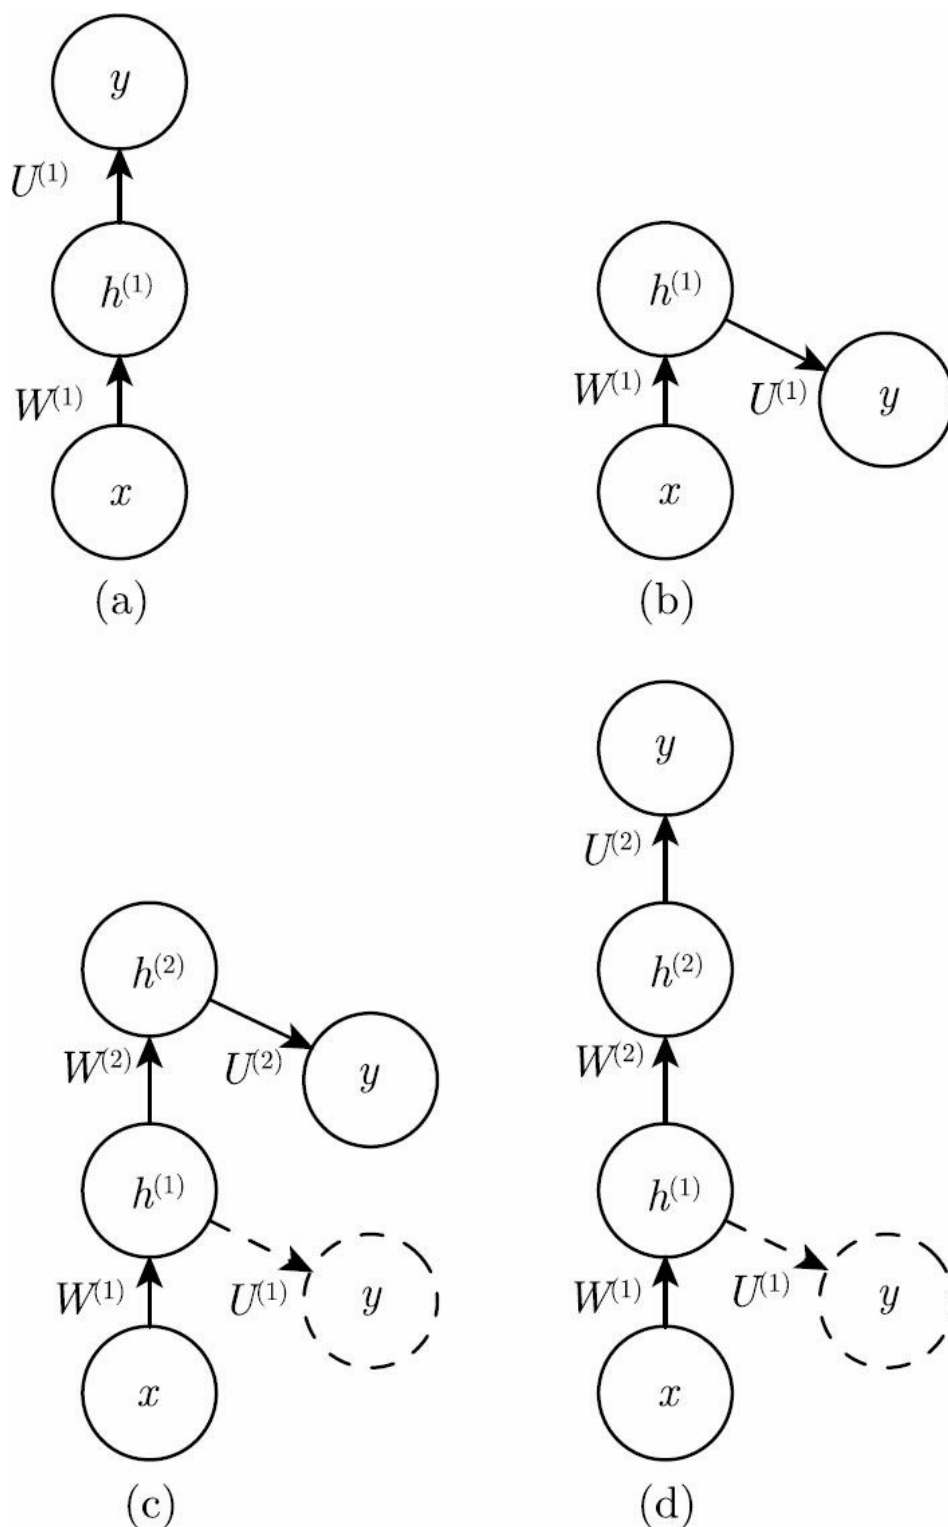 y
U^{(1)}
h^{(1)}
W^{(1)}
x
(a)
h^{(1)}
W^{(1)}
U^{(1)}
y
x
(b)
h^{(2)}
W^{(2)}
U^{(2)}
y
h^{(1)}
W^{(1)}
U^{(1)}
y
x
(c)
y
U^{(2)}
h^{(2)}
W^{(2)}
h^{(1)}
W^{(1)}
U^{(1)}
y
x
(d)